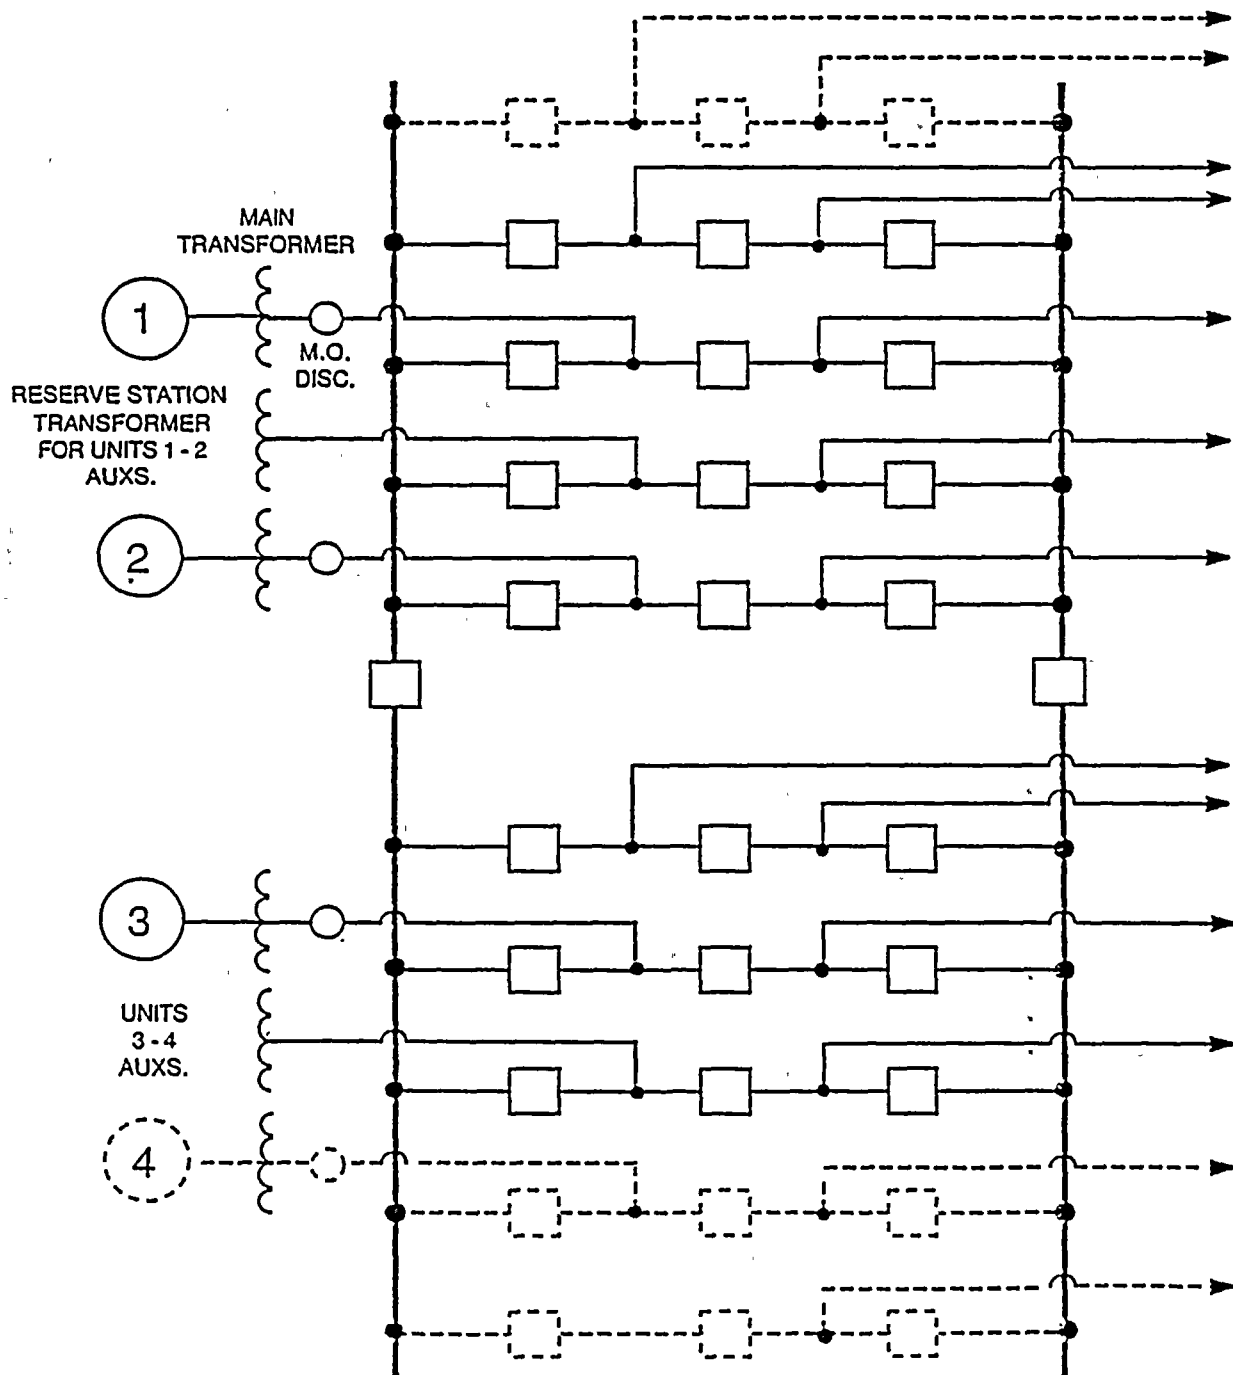 MAIN
TRANSFORMER
1
M.O.
DISC.
RESERVE STATION
TRANSFORMER
FOR UNITS 1 - 2
AUXS.
2
3
UNITS
3 - 4
AUXS.
4